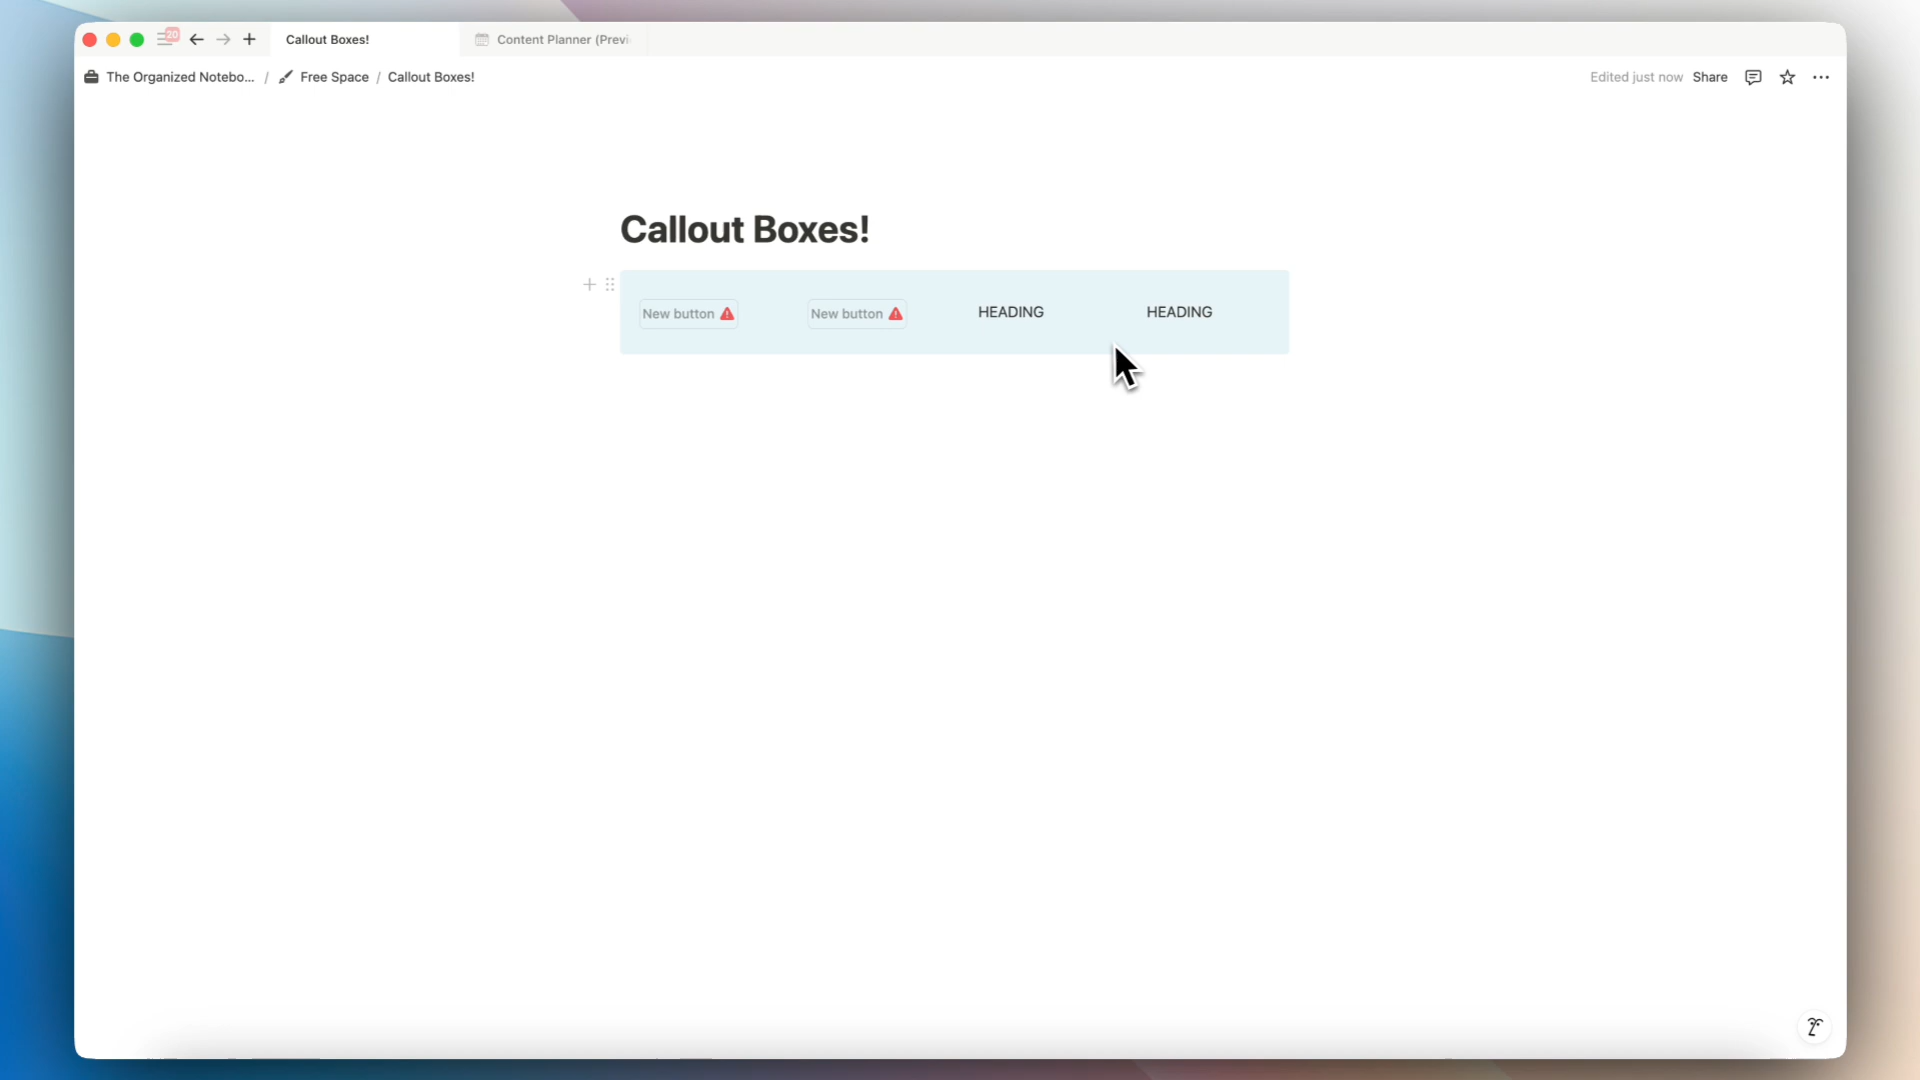 20
Callout Boxes!
Content Planner (Previ
The Organized Notebo... / Free Space / Callout Boxes!
Edited just now
Share
Callout Boxes!
New button
New button
HEADING
HEADING